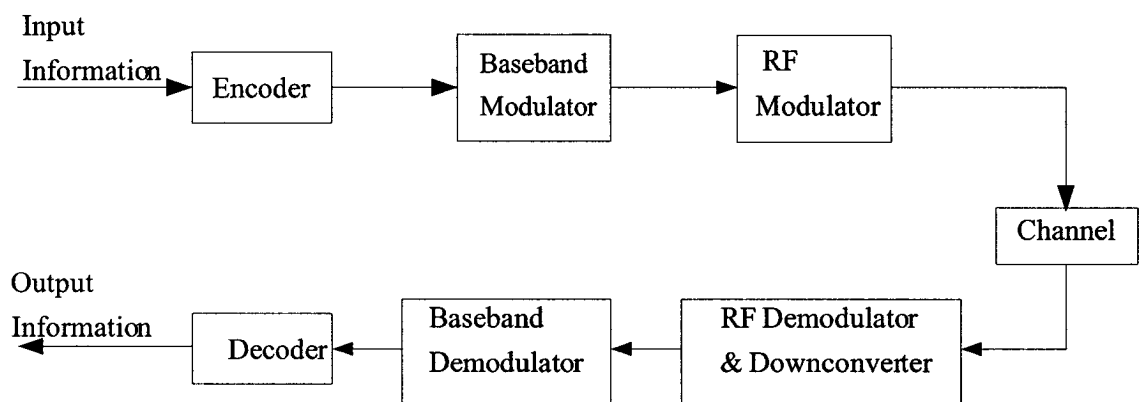 Input
Information
Encoder
Baseband
Modulator
RF
Modulator
Channel
Output
Information
Decoder
Baseband
Demodulator
RF Demodulator
& Downconverter